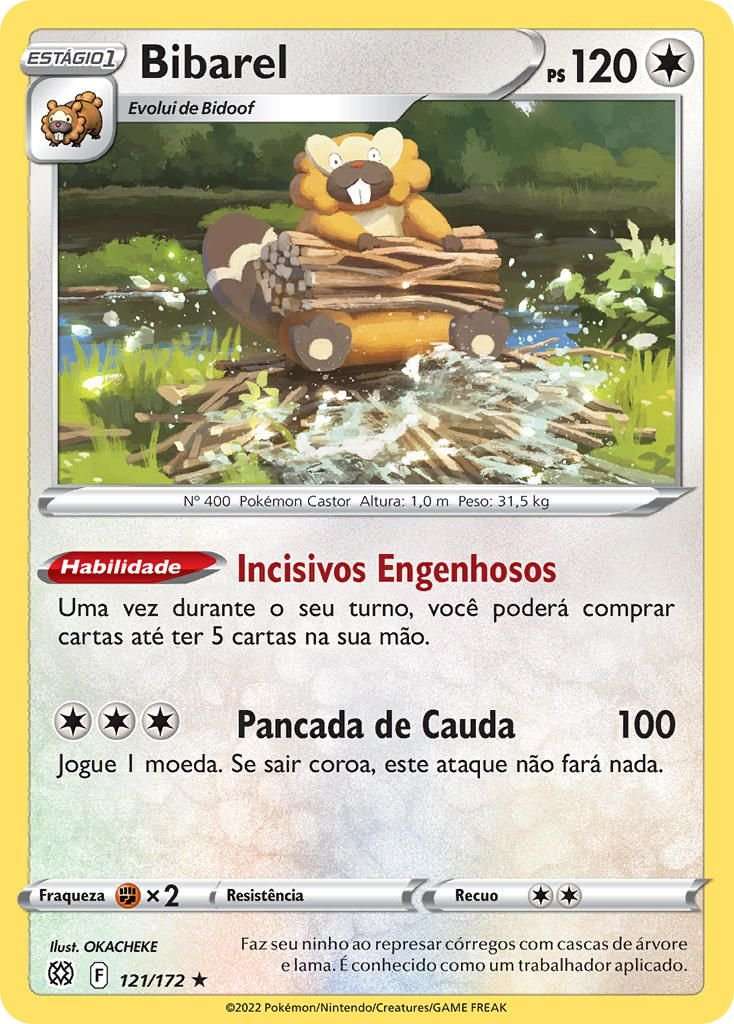 ESTÁGIO1
Bibarel
PS 120
Evolui de Bidoof
Nº 400 Pokémon Castor Altura: 1,0 m Peso: 31,5 kg
Habilidade Incisivos Engenhosos
Uma vez durante o seu turno, você poderá comprar
cartas até ter 5 cartas na sua mão.
Pancada de Cauda 100
Jogue 1 moeda. Se sair coroa, este ataque não fará nada.
Fraqueza ×2 Resistência Recuo
Ilust. OKACHEKE
F 121/172 ★
Faz seu ninho ao represar córregos com cascas de árvore
e lama. É conhecido como um trabalhador aplicado.
©2022 Pokémon/Nintendo/Creatures/GAME FREAK